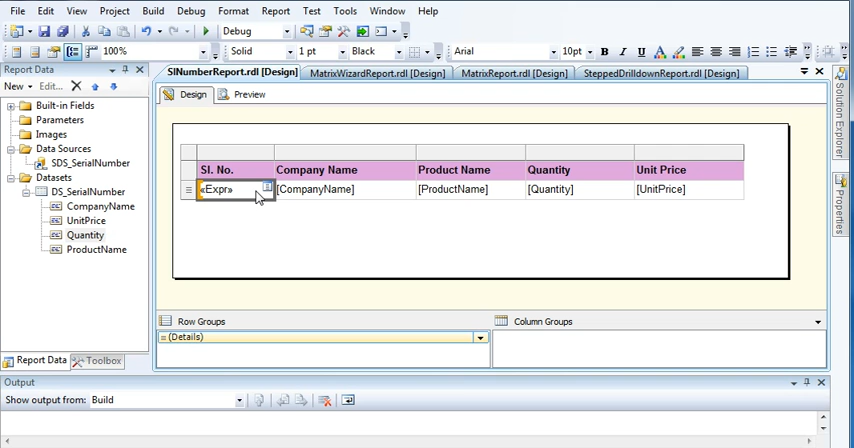 File Edit View Project Build Debug Format Report Test Tools Window Help
Debug
100% Solid 1 pt Black Arial 10pt B I U A
Report Data
SlNumberReport.rdl [Design] MatrixWizardReport.rdl [Design] MatrixReport.rdl [Design] SteppedDrilldownReport.rdl [Design]
New Edit...
Design Preview
Built-in Fields
Parameters
Images
Data Sources
SDS_SerialNumber
Datasets
DS_SerialNumber
CompanyName
UnitPrice
Quantity
ProductName
Sl. No. Company Name Product Name Quantity Unit Price
«Expr» [CompanyName] [ProductName] [Quantity] [UnitPrice]
Solution Explorer
Properties
Row Groups Column Groups
(Details)
Report Data Toolbox
Output
Show output from: Build